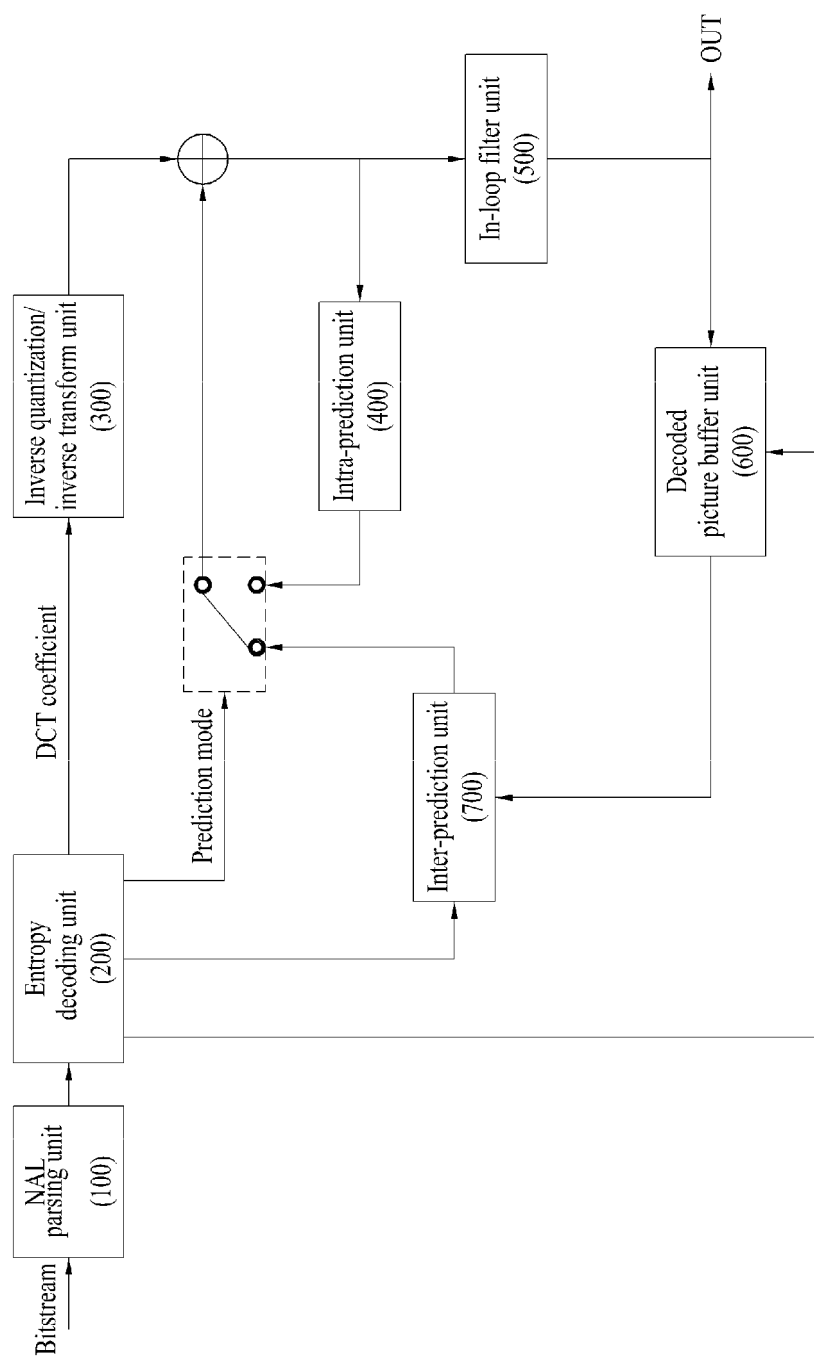 Bitstream
NAL
parsing unit
(100)
Entropy
decoding unit
(200)
DCT coefficient
Inverse quantization/
inverse transform unit
(300)
Prediction mode
Intra-prediction unit
(400)
Inter-prediction unit
(700)
In-loop filter unit
(500)
Decoded
picture buffer unit
(600)
OUT